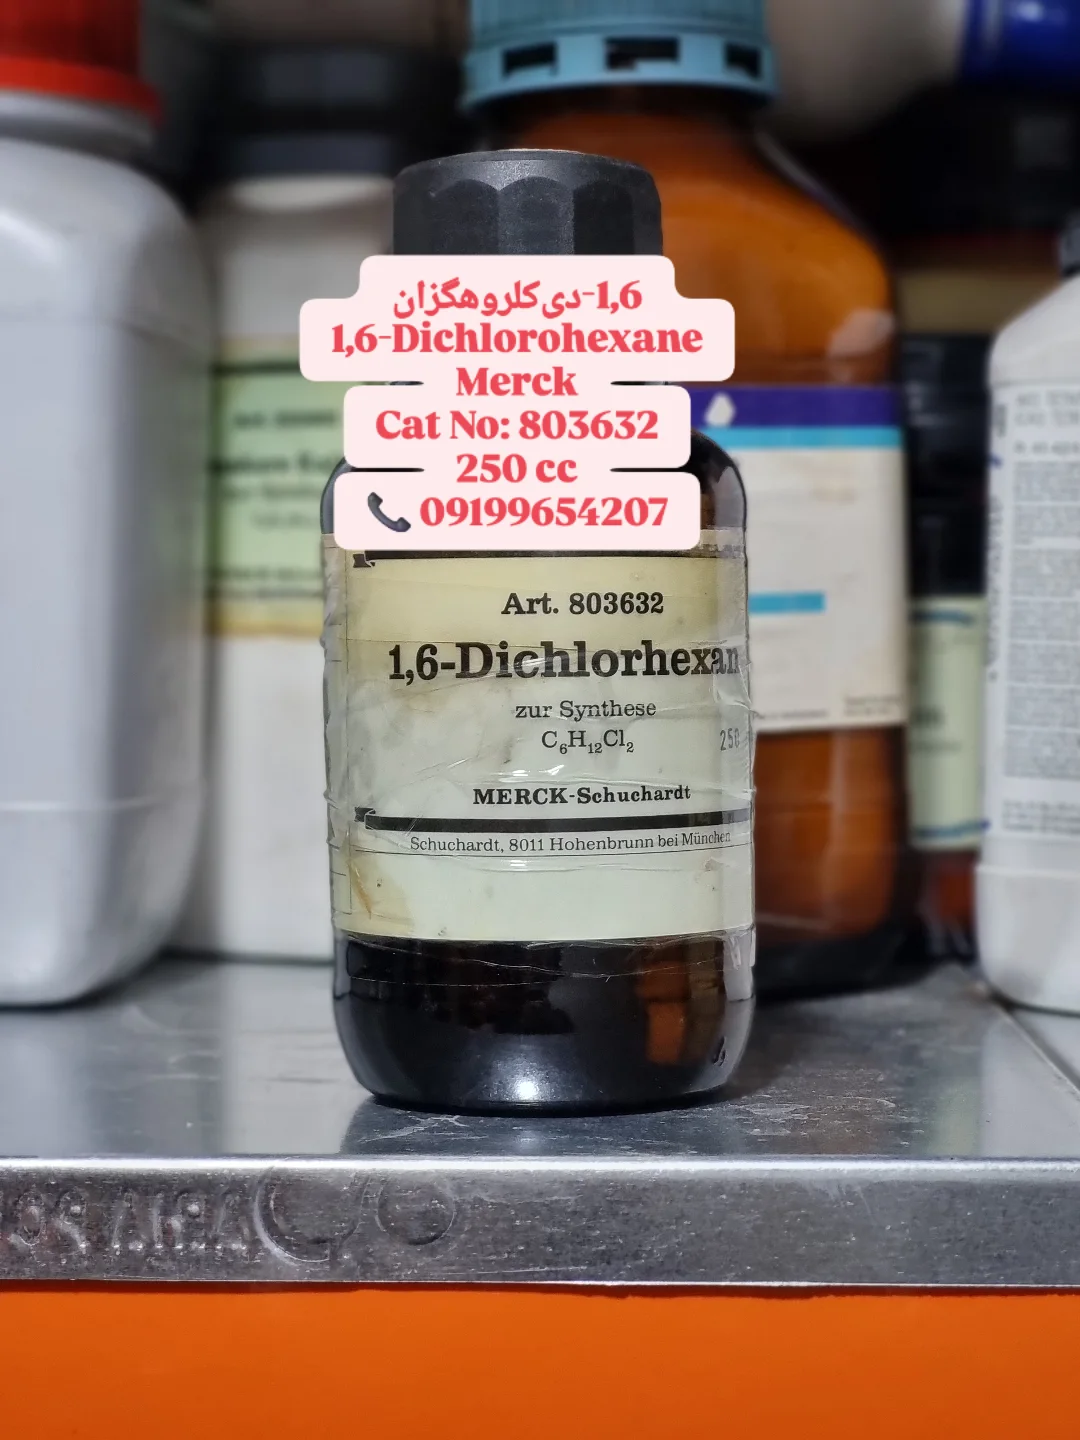 1,6-دی‌کلروهگزان
1,6-Dichlorohexane
Merck
Cat No: 803632
250 cc
📞 09199654207
Art. 803632
1,6-Dichlorhexan
zur Synthese
C₆H₁₂Cl₂
250
MERCK-Schuchardt
Schuchardt, 8011 Hohenbrunn bei München